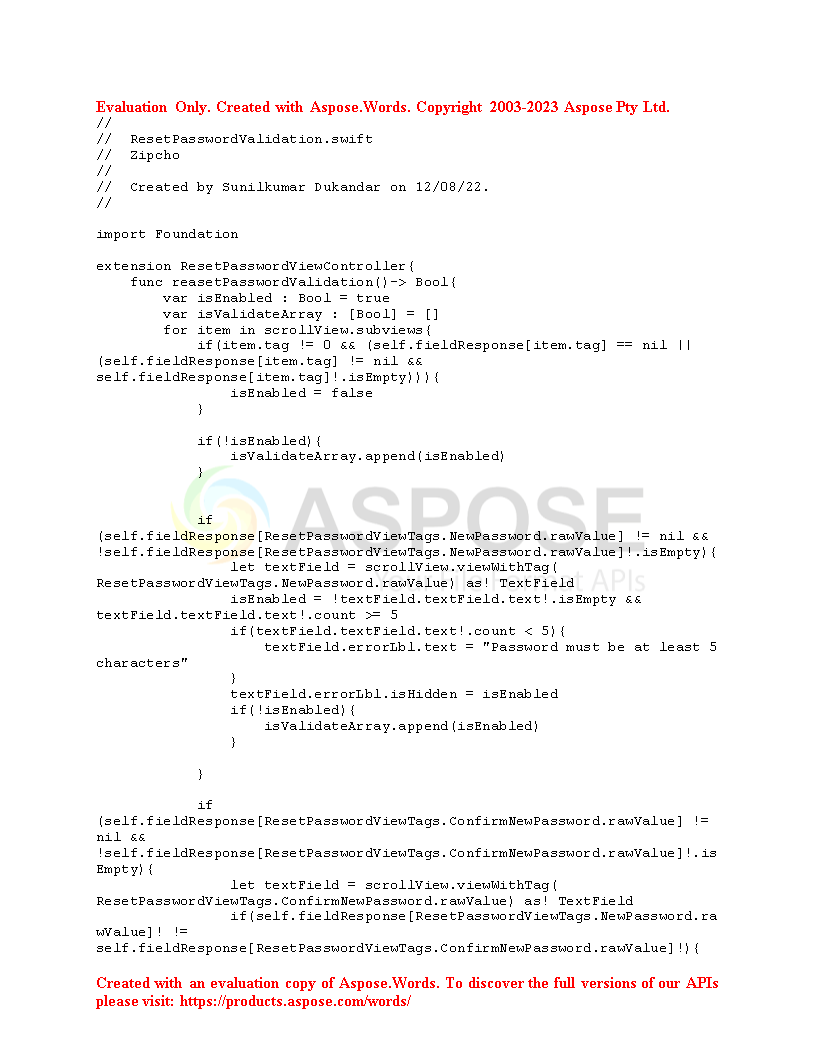 Evaluation Only. Created with Aspose.Words. Copyright 2003-2023 Aspose Pty Ltd.
//
//  ResetPasswordValidation.swift
//  Zipcho
//
//  Created by Sunilkumar Dukandar on 12/08/22.
//
import Foundation
extension ResetPasswordViewController{
    func reasetPasswordValidation()-> Bool{
        var isEnabled : Bool = true
        var isValidateArray : [Bool] = []
        for item in scrollView.subviews{
            if(item.tag != 0 && (self.fieldResponse[item.tag] == nil ||
(self.fieldResponse[item.tag] != nil &&
self.fieldResponse[item.tag]!.isEmpty))){
                isEnabled = false
            }
            if(!isEnabled){
                isValidateArray.append(isEnabled)
            }
            if
(self.fieldResponse[ResetPasswordViewTags.NewPassword.rawValue] != nil &&
!self.fieldResponse[ResetPasswordViewTags.NewPassword.rawValue]!.isEmpty){
                let textField = scrollView.viewWithTag(
ResetPasswordViewTags.NewPassword.rawValue) as! TextField
                isEnabled = !textField.textField.text!.isEmpty &&
textField.textField.text!.count >= 5
                if(textField.textField.text!.count < 5){
                    textField.errorLbl.text = "Password must be at least 5
characters"
                }
                textField.errorLbl.isHidden = isEnabled
                if(!isEnabled){
                    isValidateArray.append(isEnabled)
                }
            }
            if
(self.fieldResponse[ResetPasswordViewTags.ConfirmNewPassword.rawValue] !=
nil &&
!self.fieldResponse[ResetPasswordViewTags.ConfirmNewPassword.rawValue]!.is
Empty){
                let textField = scrollView.viewWithTag(
ResetPasswordViewTags.ConfirmNewPassword.rawValue) as! TextField
                if(self.fieldResponse[ResetPasswordViewTags.NewPassword.ra
wValue]! !=
self.fieldResponse[ResetPasswordViewTags.ConfirmNewPassword.rawValue]!){
ASPOSE
APIs
Created with an evaluation copy of Aspose.Words. To discover the full versions of our APIs
please visit: https://products.aspose.com/words/